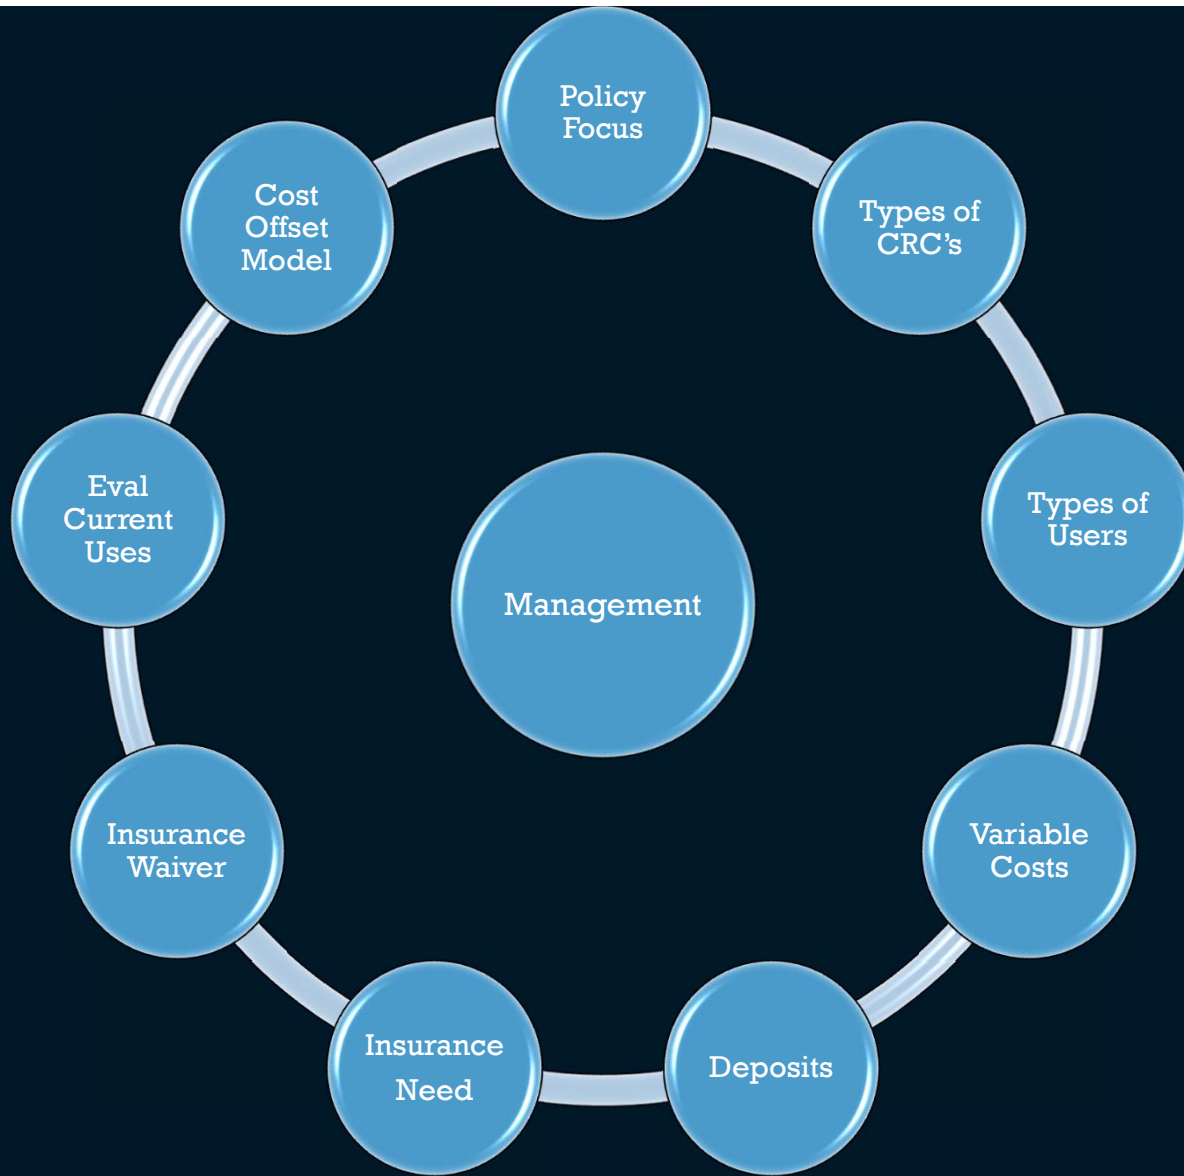 Policy
Focus
Types of
CRC's
Types of
Users
Variable
Costs
Deposits
Insurance
Need
Insurance
Waiver
Eval
Current
Uses
Cost
Offset
Model
Management